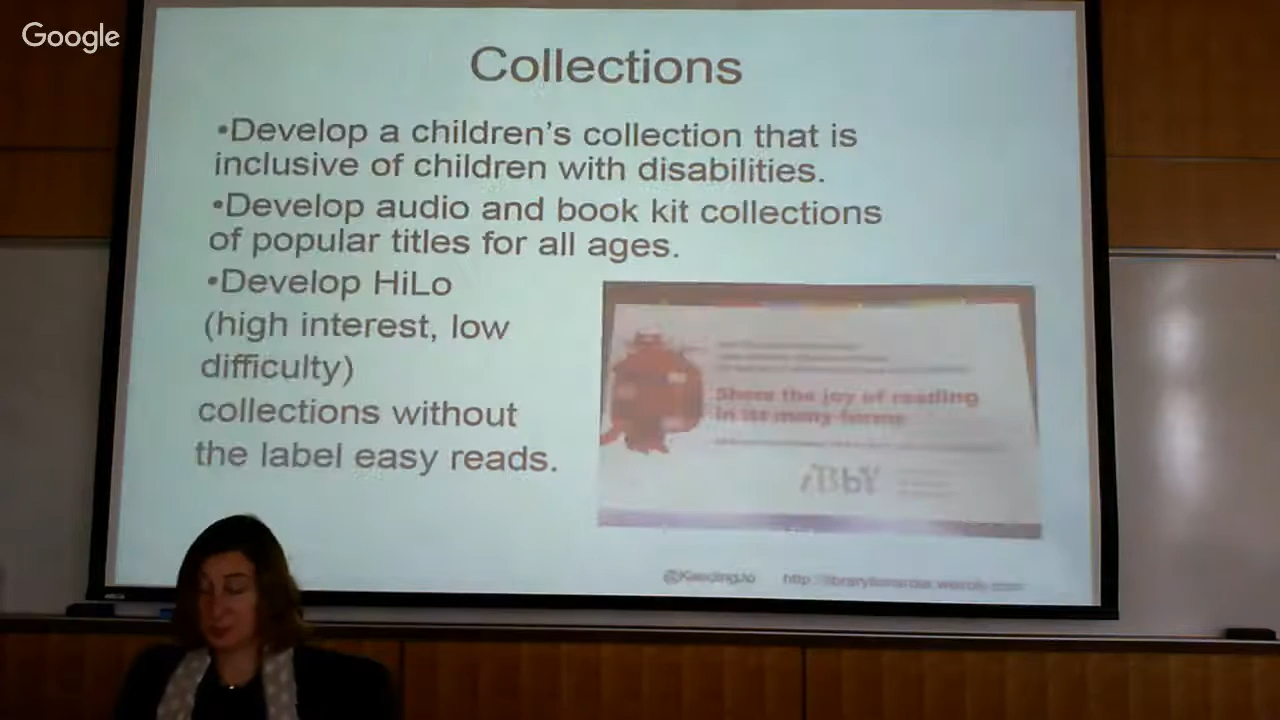 Google
Collections
•Develop a children's collection that is
inclusive of children with disabilities.
•Develop audio and book kit collections
of popular titles for all ages.
•Develop HiLo
(high interest, low
difficulty)
collections without
the label easy reads.
Share the joy of reading
in its many forms
iBbY